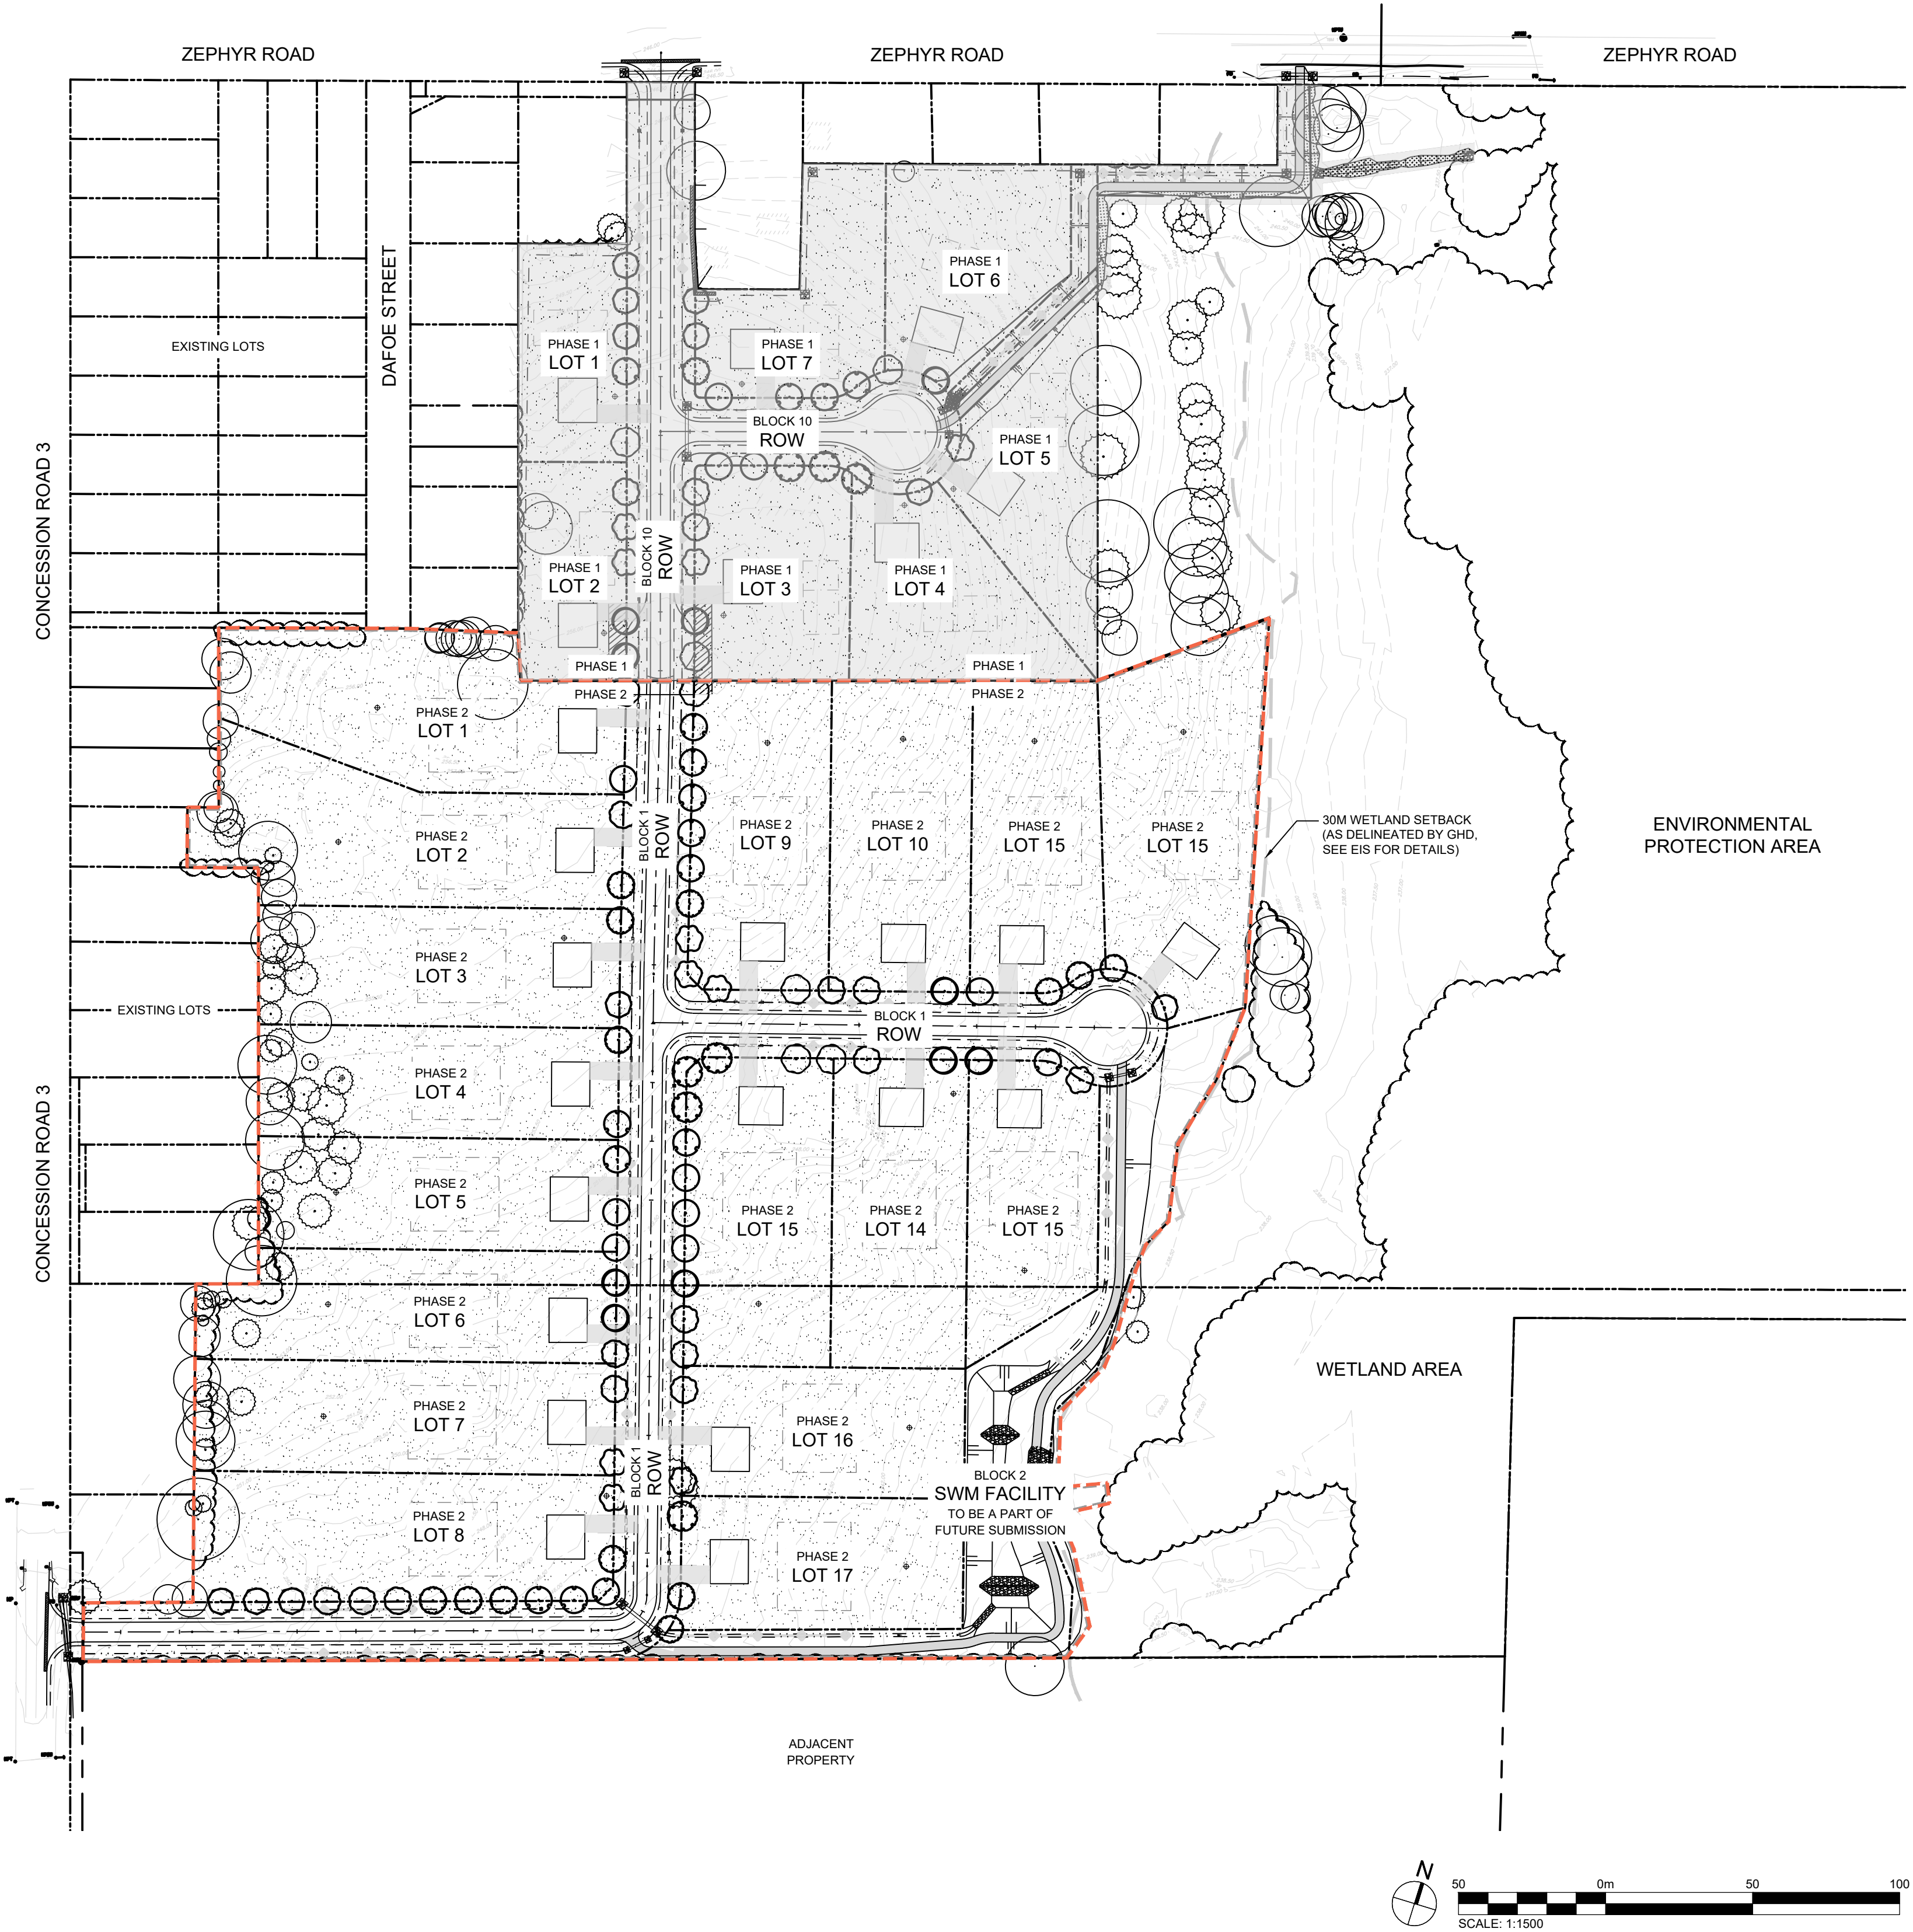 ZEPHYR ROAD
ZEPHYR ROAD
ZEPHYR ROAD
DAFOE STREET
EXISTING LOTS
CONCESSION ROAD 3
PHASE 1
LOT 6
PHASE 1
LOT 1
PHASE 1
LOT 7
BLOCK 10
ROW
PHASE 1
LOT 5
BLOCK 10
ROW
PHASE 1
LOT 2
PHASE 1
LOT 3
PHASE 1
LOT 4
PHASE 1
PHASE 1
PHASE 2
PHASE 2
PHASE 2
LOT 1
BLOCK 1
ROW
PHASE 2
LOT 2
PHASE 2
LOT 9
PHASE 2
LOT 10
PHASE 2
LOT 15
PHASE 2
LOT 15
30M WETLAND SETBACK
(AS DELINEATED BY GHD,
SEE EIS FOR DETAILS)
ENVIRONMENTAL
PROTECTION AREA
PHASE 2
LOT 3
EXISTING LOTS
BLOCK 1
ROW
CONCESSION ROAD 3
PHASE 2
LOT 4
PHASE 2
LOT 5
PHASE 2
LOT 15
PHASE 2
LOT 14
PHASE 2
LOT 15
PHASE 2
LOT 6
WETLAND AREA
PHASE 2
LOT 7
PHASE 2
LOT 16
BLOCK 1
ROW
BLOCK 2
SWM FACILITY
TO BE A PART OF
FUTURE SUBMISSION
PHASE 2
LOT 8
PHASE 2
LOT 17
ADJACENT
PROPERTY
N
50 0m 50 100
SCALE: 1:1500